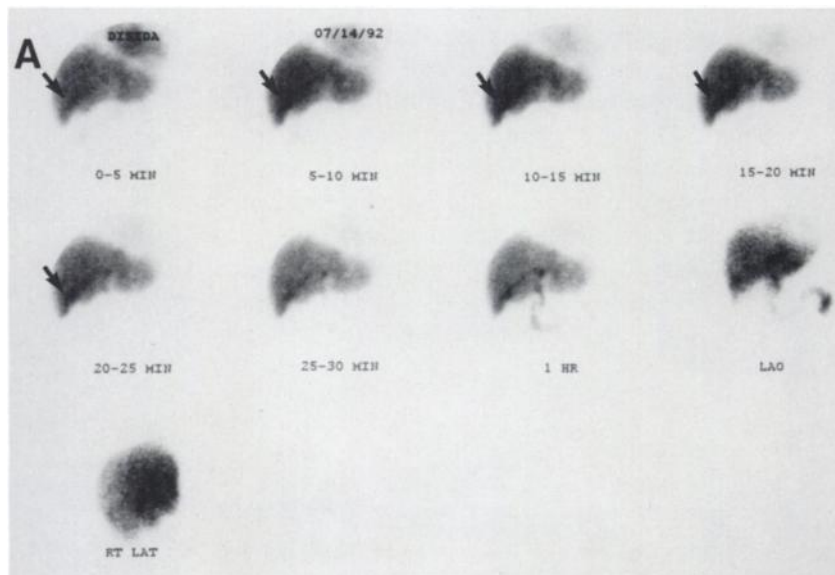 A
DISIDA
07/14/92
0-5 MIN
5-10 MIN
10-15 MIN
15-20 MIN
20-25 MIN
25-30 MIN
1 HR
LAO
RT LAT